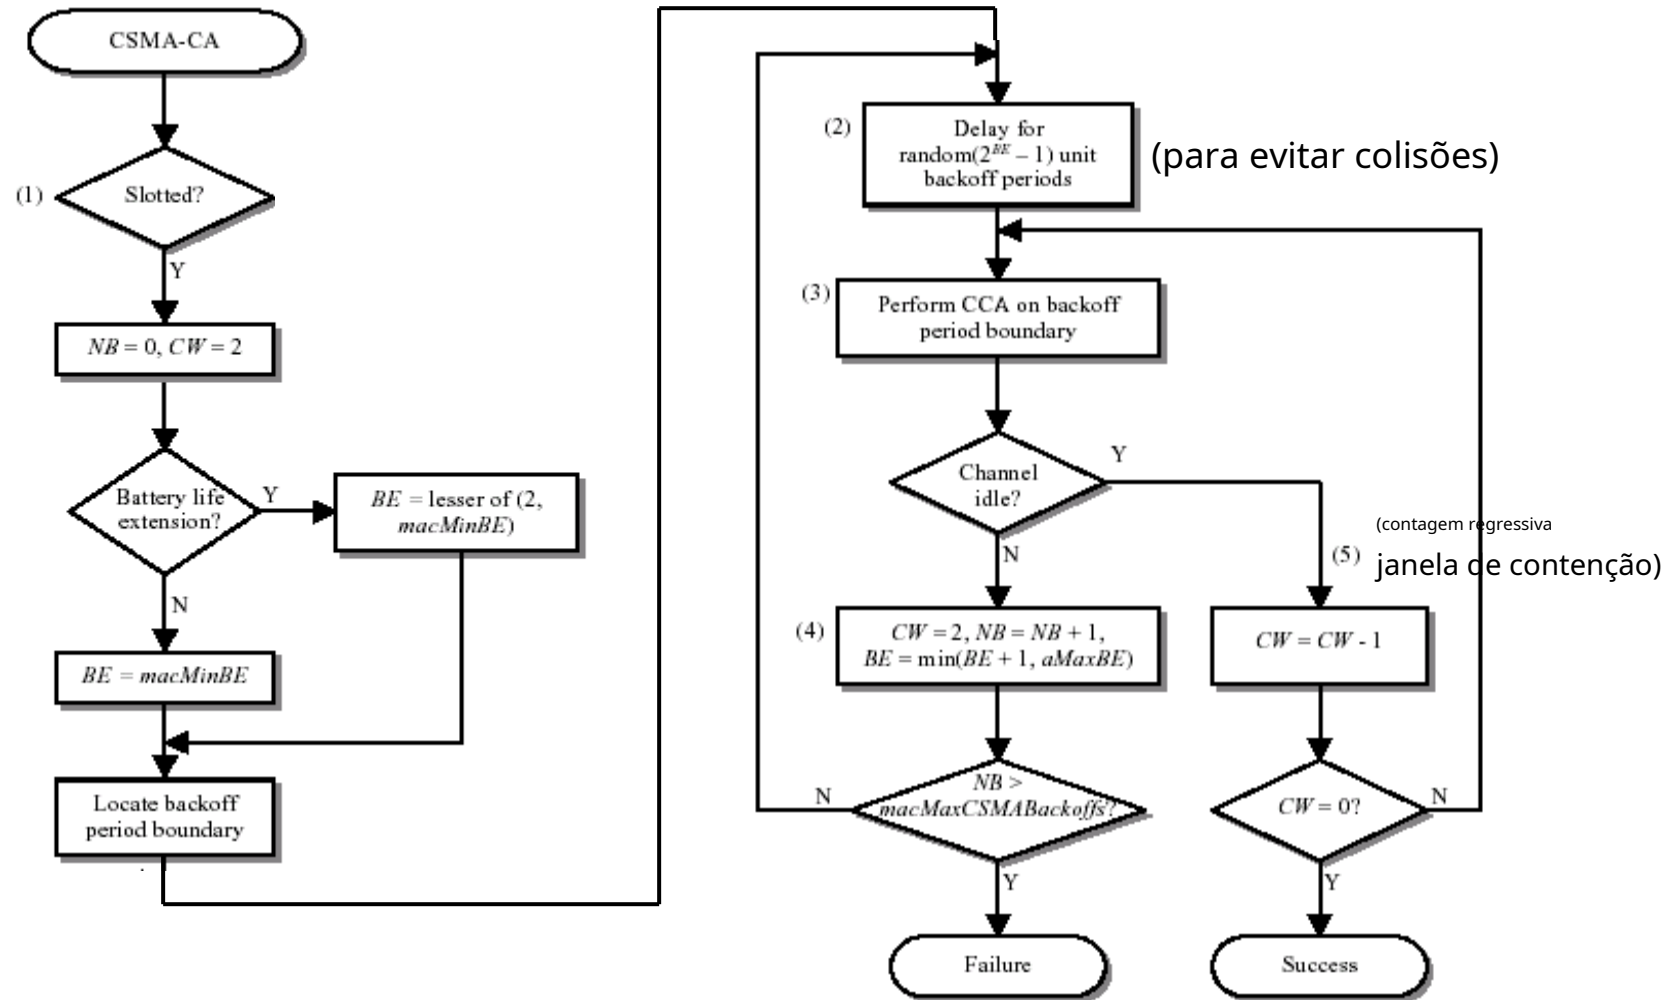 CSMA-CA
(1)
Slotted?
Y
NB = 0, CW = 2
Battery life
extension?
Y
BE = lesser of (2,
macMinBE)
N
BE = macMinBE
Locate backoff
period boundary
(2)
Delay for
random(2^BE – 1) unit
backoff periods
(para evitar colisões)
(3)
Perform CCA on backoff
period boundary
Channel
idle?
Y
N
(contagem regressiva
(5)
janela de contenção)
(4)
CW = 2, NB = NB + 1,
BE = min(BE + 1, aMaxBE)
CW = CW - 1
NB >
macMaxCSMABackoffs?
N
Y
CW = 0?
N
Y
Failure
Success